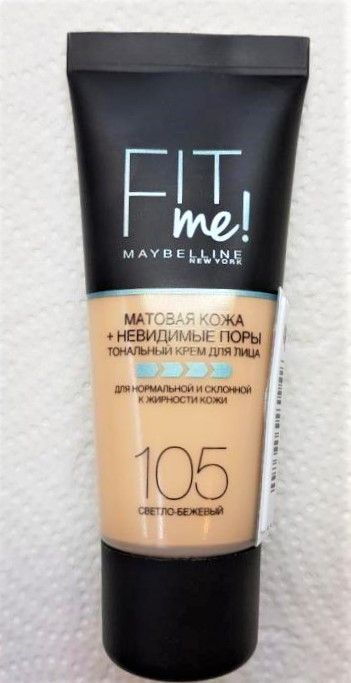 FIT
me!
MAYBELLINE
NEW YORK
МАТОВАЯ КОЖА
+ НЕВИДИМЫЕ ПОРЫ
ТОНАЛЬНЫЙ КРЕМ ДЛЯ ЛИЦА
ДЛЯ НОРМАЛЬНОЙ И СКЛОННОЙ
К ЖИРНОСТИ КОЖИ
105
СВЕТЛО-БЕЖЕВЫЙ